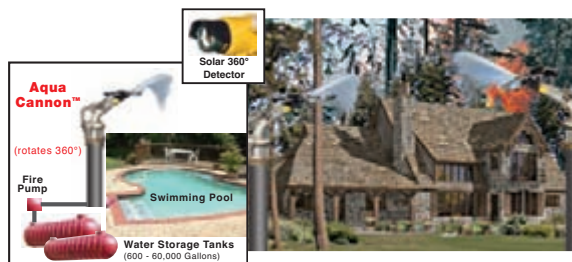 Solar 360°
Detector
Aqua
Cannon™
(rotates 360°)
Fire
Pump
Swimming Pool
Water Storage Tanks
(600 - 60,000 Gallons)